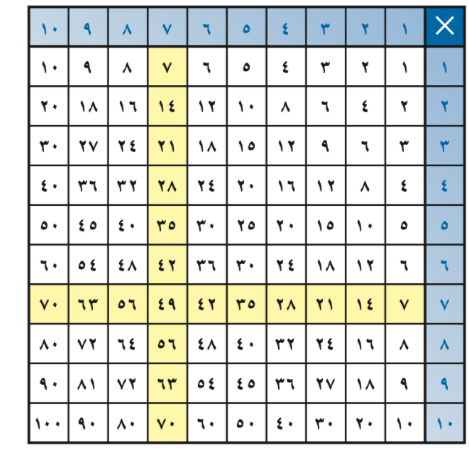 × ١ ٢ ٣ ٤ ٥ ٦ ٧ ٨ ٩ ١٠
١ ١ ٢ ٣ ٤ ٥ ٦ ٧ ٨ ٩ ١٠
٢ ٢ ٤ ٦ ٨ ١٠ ١٢ ١٤ ١٦ ١٨ ٢٠
٣ ٣ ٦ ٩ ١٢ ١٥ ١٨ ٢١ ٢٤ ٢٧ ٣٠
٤ ٤ ٨ ١٢ ١٦ ٢٠ ٢٤ ٢٨ ٣٢ ٣٦ ٤٠
٥ ٥ ١٠ ١٥ ٢٠ ٢٥ ٣٠ ٣٥ ٤٠ ٤٥ ٥٠
٦ ٦ ١٢ ١٨ ٢٤ ٣٠ ٣٦ ٤٢ ٤٨ ٥٤ ٦٠
٧ ٧ ١٤ ٢١ ٢٨ ٣٥ ٤٢ ٤٩ ٥٦ ٦٣ ٧٠
٨ ٨ ١٦ ٢٤ ٣٢ ٤٠ ٤٨ ٥٦ ٦٤ ٧٢ ٨٠
٩ ٩ ١٨ ٢٧ ٣٦ ٤٥ ٥٤ ٦٣ ٧٢ ٨١ ٩٠
١٠ ١٠ ٢٠ ٣٠ ٤٠ ٥٠ ٦٠ ٧٠ ٨٠ ٩٠ ١٠٠